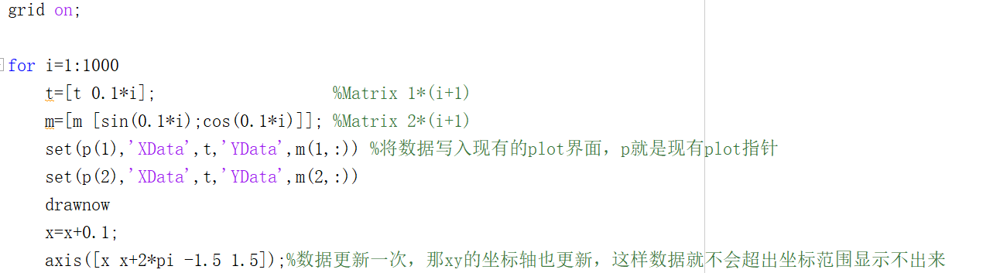 grid on;
for i=1:1000
t=[t 0.1*i]; %Matrix 1*(i+1)
m=[m [sin(0.1*i);cos(0.1*i)]]; %Matrix 2*(i+1)
set(p(1),'XData',t,'YData',m(1,:)) %将数据写入现有的plot界面，p就是现有plot指针
set(p(2),'XData',t,'YData',m(2,:))
drawnow
x=x+0.1;
axis([x x+2*pi -1.5 1.5]);%数据更新一次，那xy的坐标轴也更新，这样数据就不会超出坐标范围显示不出来